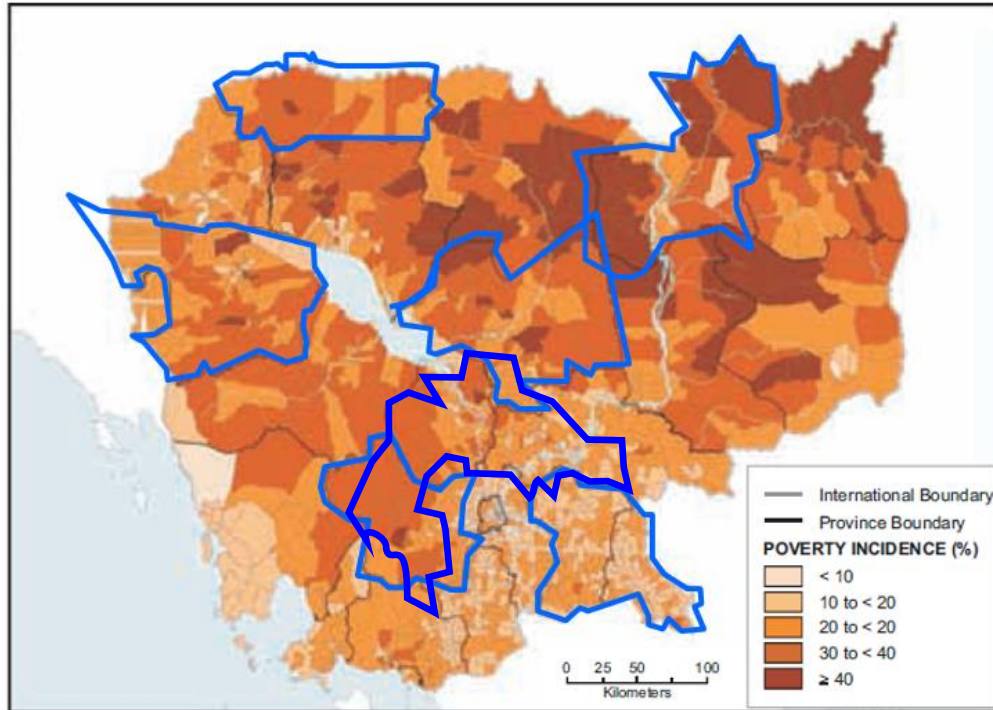 International Boundary
Province Boundary
POVERTY INCIDENCE (%)
< 10
10 to < 20
20 to < 20
30 to < 40
≥ 40
0 25 50 100
Kilometers